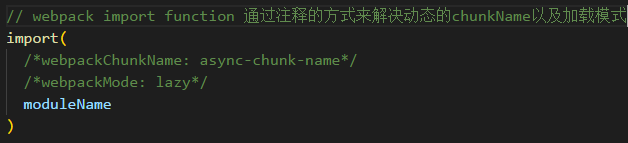 // webpack import function 通过注释的方式来解决动态的chunkName以及加载模式
import(
/*webpackChunkName: async-chunk-name*/
/*webpackMode: lazy*/
moduleName
)